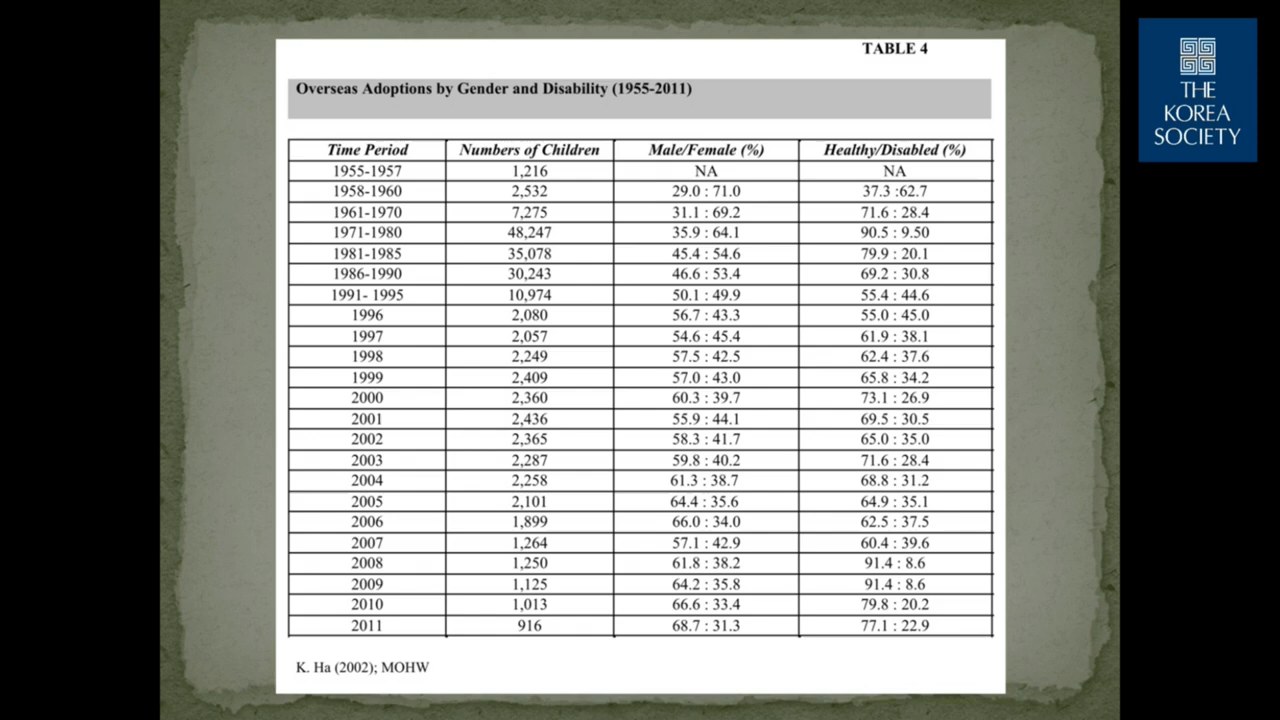 TABLE 4
THE
KOREA
SOCIETY
Overseas Adoptions by Gender and Disability (1955-2011)
Time Period Numbers of Children Male/Female (%) Healthy/Disabled (%)
1955-1957 1,216 NA NA
1958-1960 2,532 29.0 : 71.0 37.3 :62.7
1961-1970 7,275 31.1 : 69.2 71.6 : 28.4
1971-1980 48,247 35.9 : 64.1 90.5 : 9.50
1981-1985 35,078 45.4 : 54.6 79.9 : 20.1
1986-1990 30,243 46.6 : 53.4 69.2 : 30.8
1991- 1995 10,974 50.1 : 49.9 55.4 : 44.6
1996 2,080 56.7 : 43.3 55.0 : 45.0
1997 2,057 54.6 : 45.4 61.9 : 38.1
1998 2,249 57.5 : 42.5 62.4 : 37.6
1999 2,409 57.0 : 43.0 65.8 : 34.2
2000 2,360 60.3 : 39.7 73.1 : 26.9
2001 2,436 55.9 : 44.1 69.5 : 30.5
2002 2,365 58.3 : 41.7 65.0 : 35.0
2003 2,287 59.8 : 40.2 71.6 : 28.4
2004 2,258 61.3 : 38.7 68.8 : 31.2
2005 2,101 64.4 : 35.6 64.9 : 35.1
2006 1,899 66.0 : 34.0 62.5 : 37.5
2007 1,264 57.1 : 42.9 60.4 : 39.6
2008 1,250 61.8 : 38.2 91.4 : 8.6
2009 1,125 64.2 : 35.8 91.4 : 8.6
2010 1,013 66.6 : 33.4 79.8 : 20.2
2011 916 68.7 : 31.3 77.1 : 22.9
K. Ha (2002); MOHW